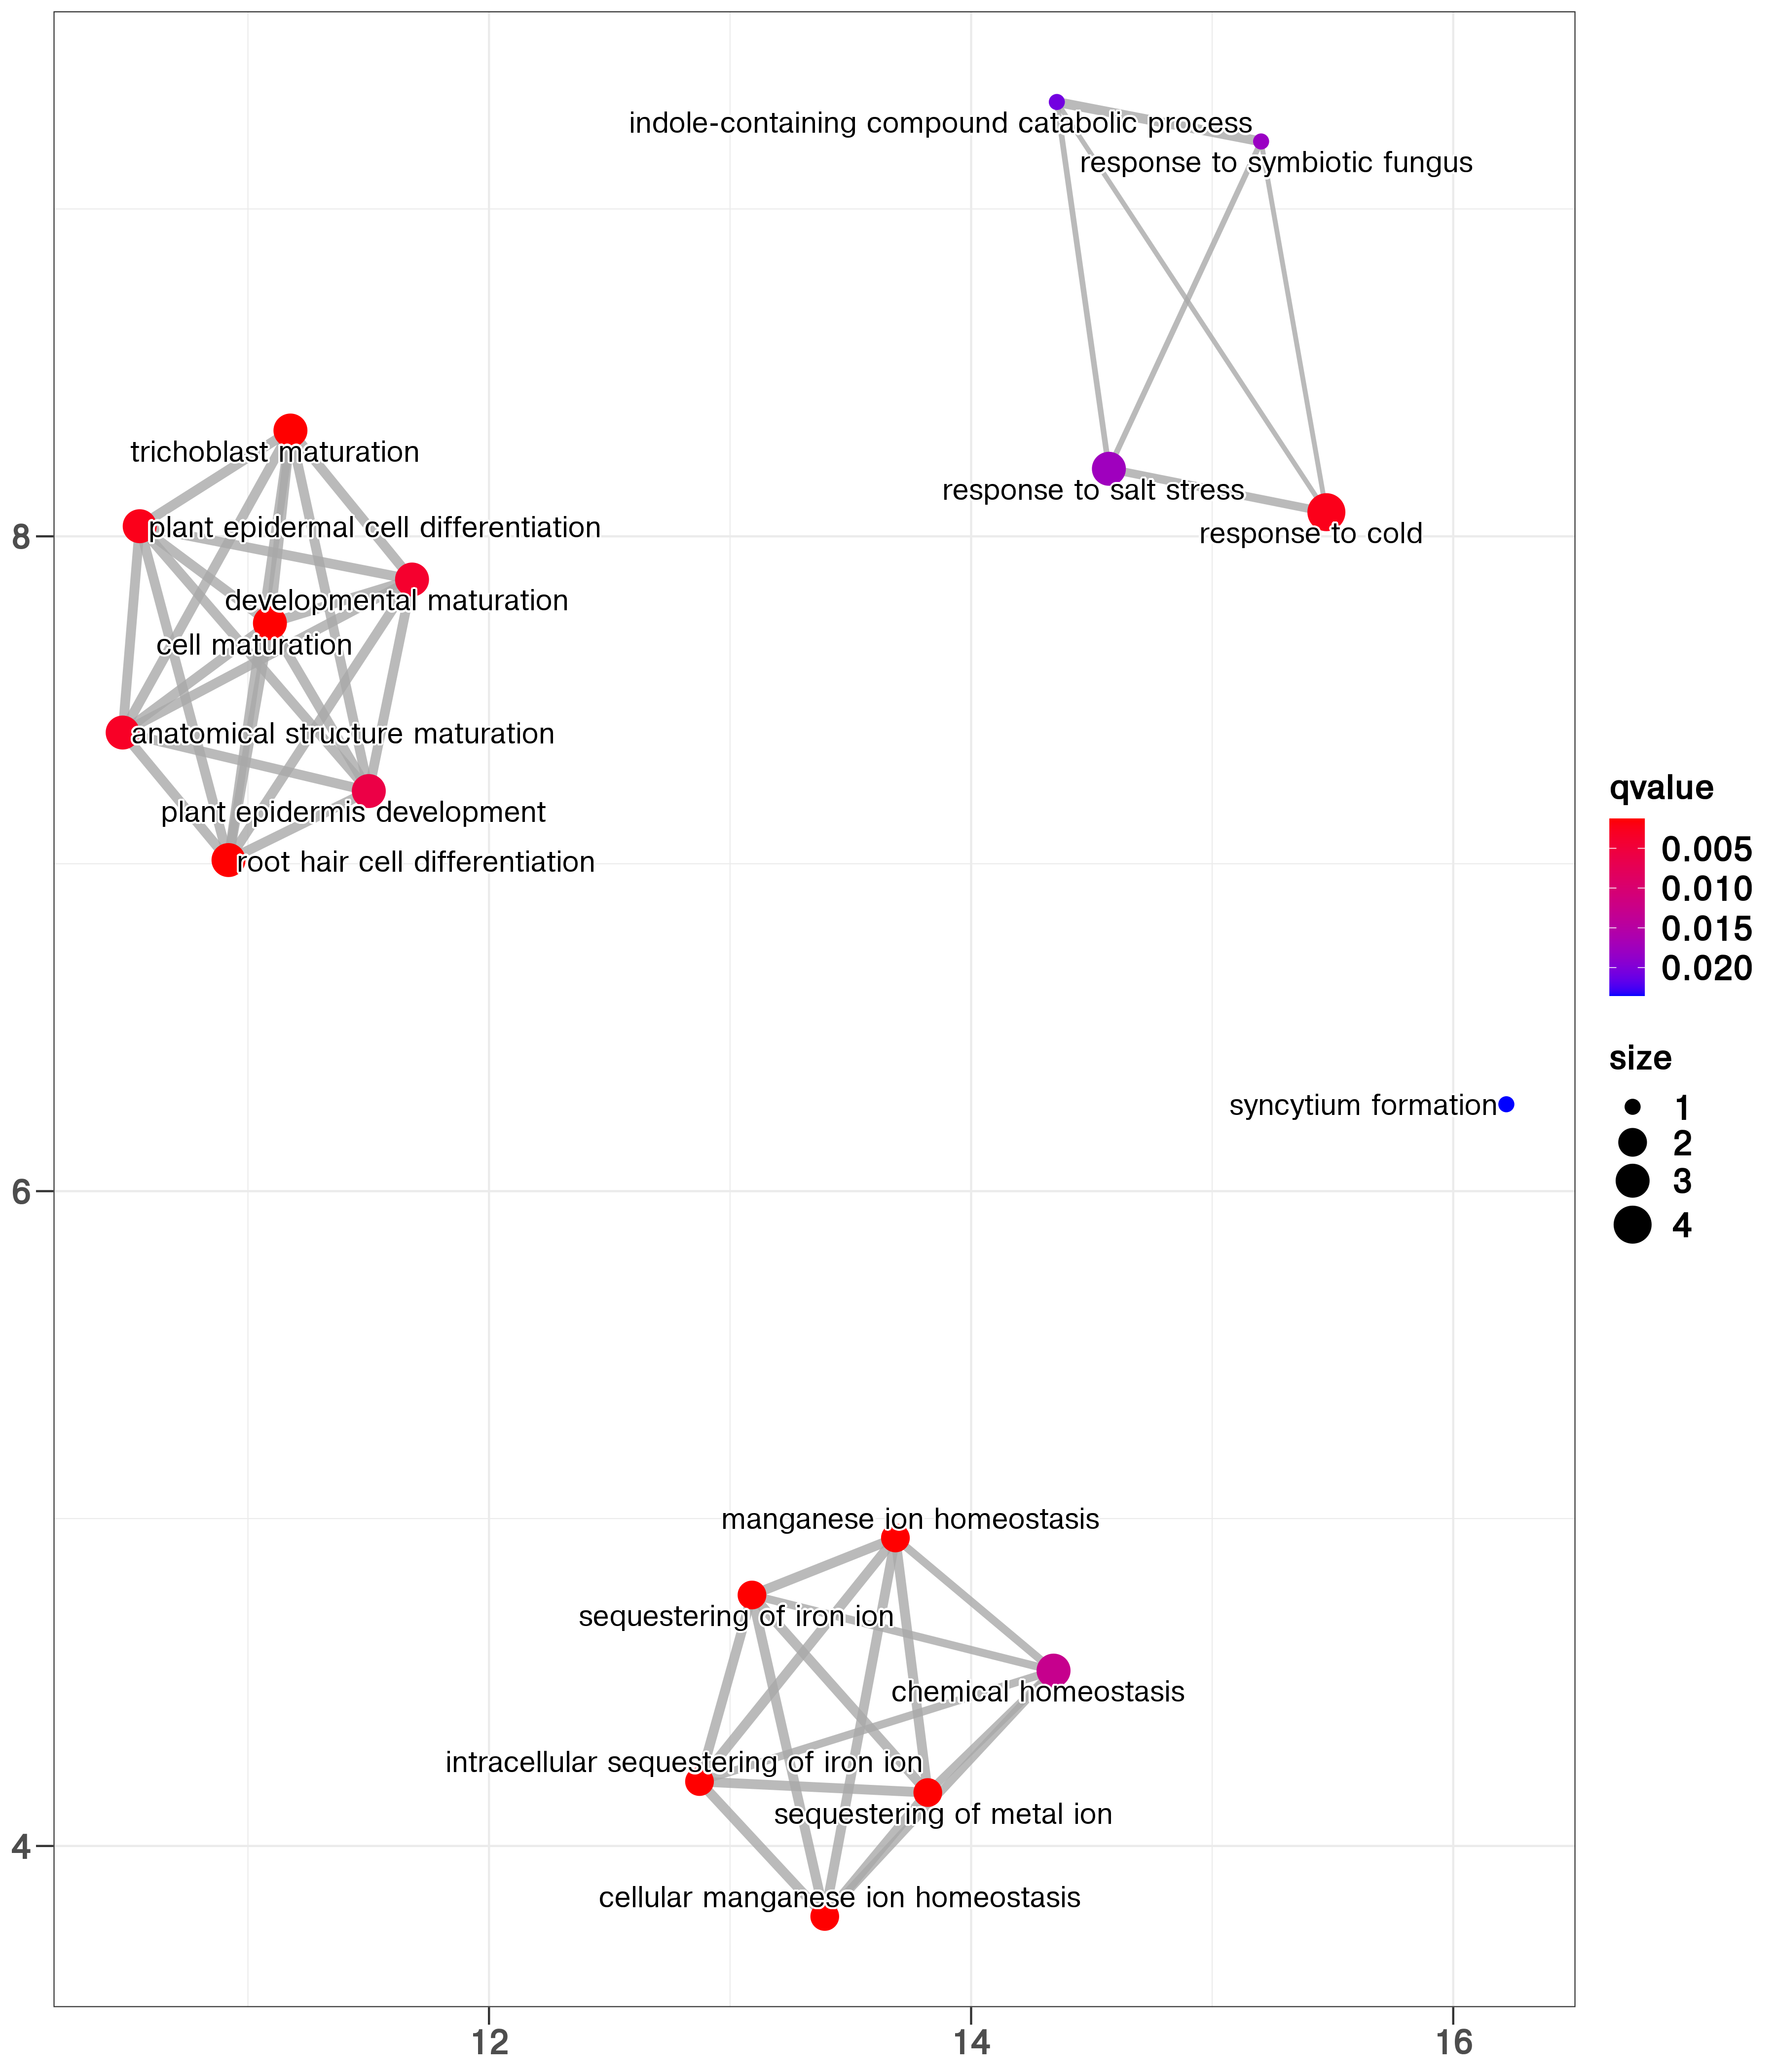 indole-containing compound catabolic process
response to symbiotic fungus
trichoblast maturation
response to salt stress
plant epidermal cell differentiation
response to cold
8
developmental maturation
cell maturation
anatomical structure maturation
plant epidermis development
root hair cell differentiation
qvalue
0.005
0.010
0.015
0.020
size
1
2
3
4
syncytium formation
6
manganese ion homeostasis
sequestering of iron ion
chemical homeostasis
intracellular sequestering of iron ion
sequestering of metal ion
4
cellular manganese ion homeostasis
12
14
16